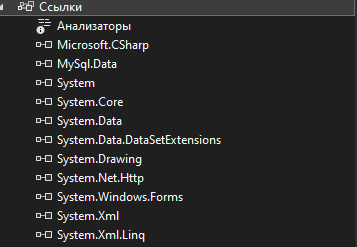 Ссылки
Анализаторы
Microsoft.CSharp
MySql.Data
System
System.Core
System.Data
System.Data.DataSetExtensions
System.Drawing
System.Net.Http
System.Windows.Forms
System.Xml
System.Xml.Linq